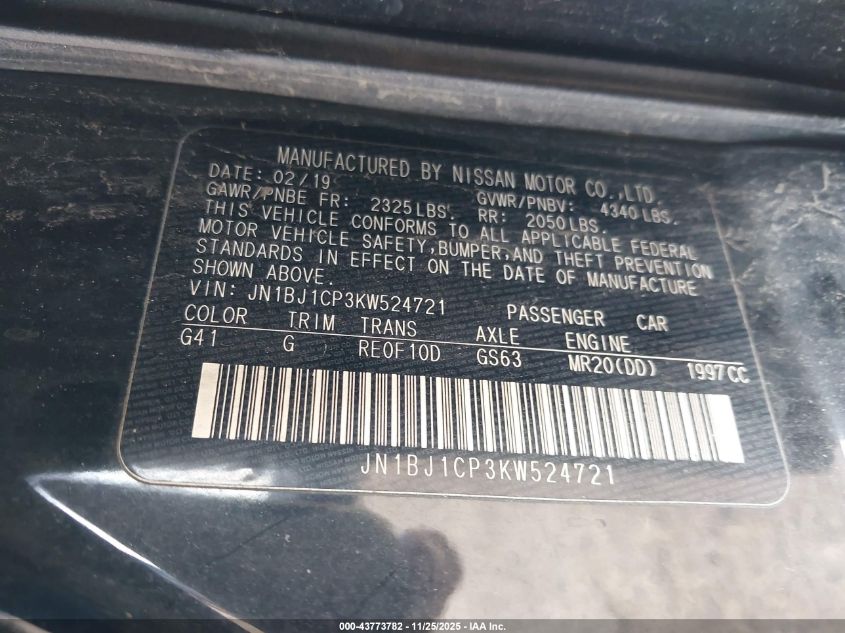 MANUFACTURED BY NISSAN MOTOR CO.,LTD.
DATE: 02/19 GVWR/PNBV: 4340 LBS.
GAWR/PNBE FR: 2325 LBS. RR: 2050 LBS.
THIS VEHICLE CONFORMS TO ALL APPLICABLE FEDERAL
MOTOR VEHICLE SAFETY, BUMPER, AND THEFT PREVENTION
STANDARDS IN EFFECT ON THE DATE OF MANUFACTURE
SHOWN ABOVE.
VIN: JN1BJ1CP3KW524721 PASSENGER CAR
COLOR TRIM TRANS AXLE ENGINE
G41 G RE0F10D GS63 MR20(DD) 1997CC
JN1BJ1CP3KW524721
000-43773782 - 11/25/2025 - IAA Inc.